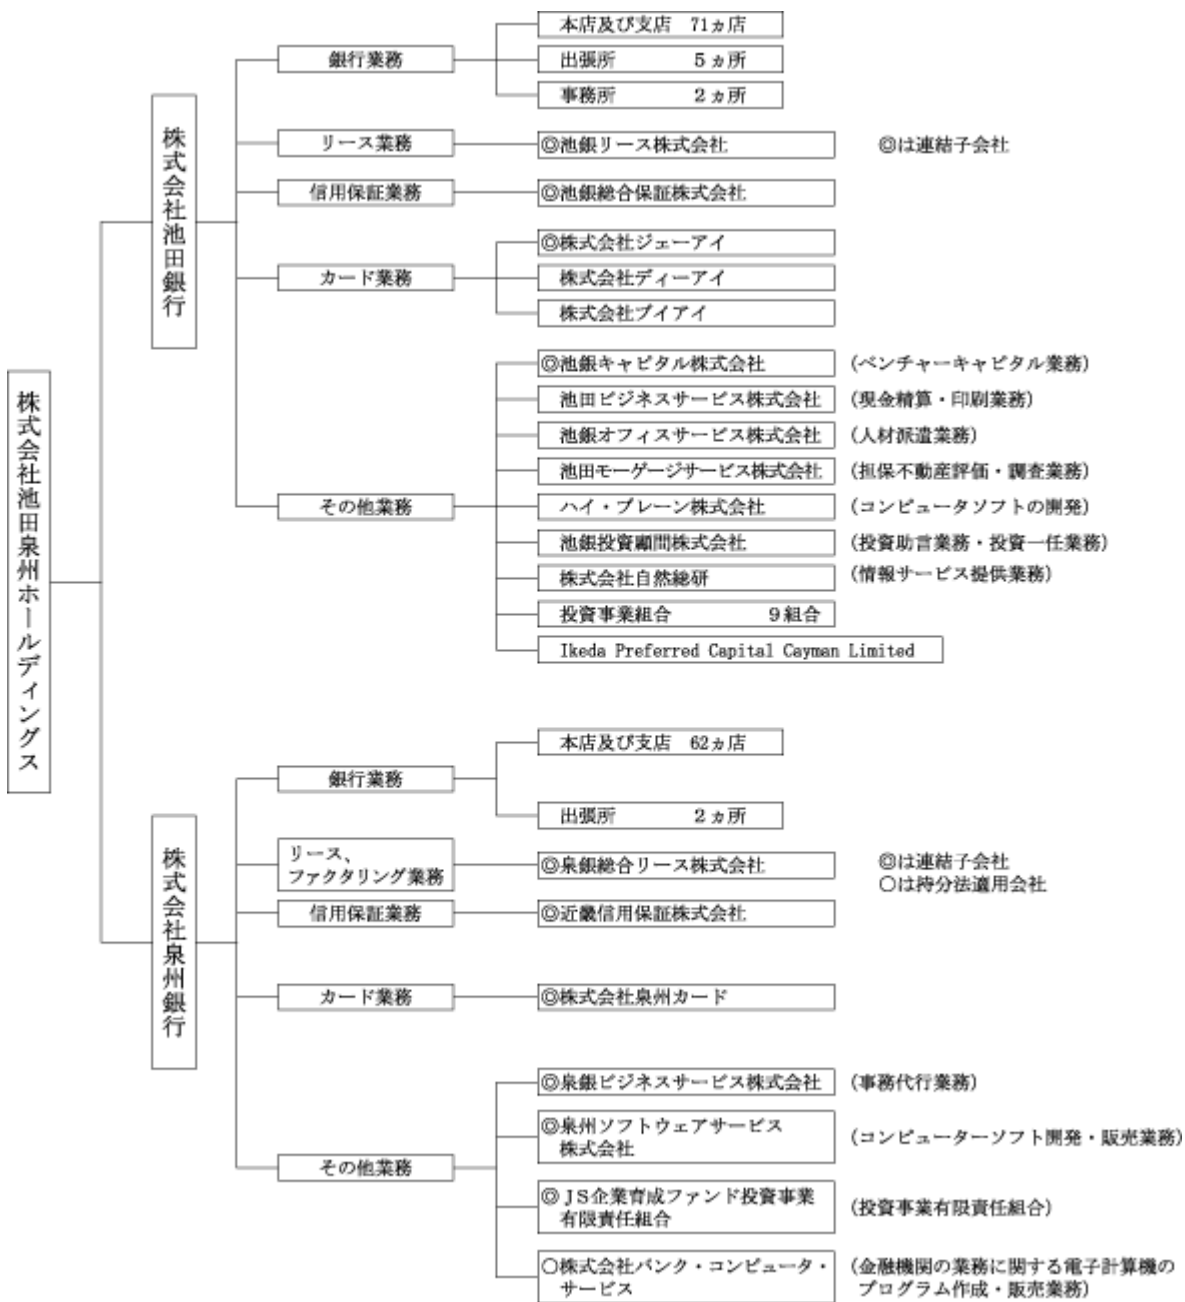 株式会社池田泉州ホールディングス
株式会社池田銀行
銀行業務
本店及び支店 71ヵ店
出張所 5ヵ所
事務所 2ヵ所
リース業務
◎池銀リース株式会社
◎は連結子会社
信用保証業務
◎池銀総合保証株式会社
カード業務
◎株式会社ジェーアイ
株式会社ディーアイ
株式会社ブイアイ
その他業務
◎池銀キャピタル株式会社 (ベンチャーキャピタル業務)
池田ビジネスサービス株式会社 (現金精算・印刷業務)
池銀オフィスサービス株式会社 (人材派遣業務)
池田モーゲージサービス株式会社 (担保不動産評価・調査業務)
ハイ・ブレーン株式会社 (コンピュータソフトの開発)
池銀投資顧問株式会社 (投資助言業務・投資一任業務)
株式会社自然総研 (情報サービス提供業務)
投資事業組合 9組合
Ikeda Preferred Capital Cayman Limited
株式会社泉州銀行
銀行業務
本店及び支店 62ヵ店
出張所 2ヵ所
リース、
ファクタリング業務
◎泉銀総合リース株式会社
◎は連結子会社
○は持分法適用会社
信用保証業務
◎近畿信用保証株式会社
カード業務
◎株式会社泉州カード
その他業務
◎泉銀ビジネスサービス株式会社 (事務代行業務)
◎泉州ソフトウェアサービス
株式会社
(コンピューターソフト開発・販売業務)
◎JS企業育成ファンド投資事業
有限責任組合
(投資事業有限責任組合)
○株式会社バンク・コンピュータ・
サービス
(金融機関の業務に関する電子計算機の
プログラム作成・販売業務)